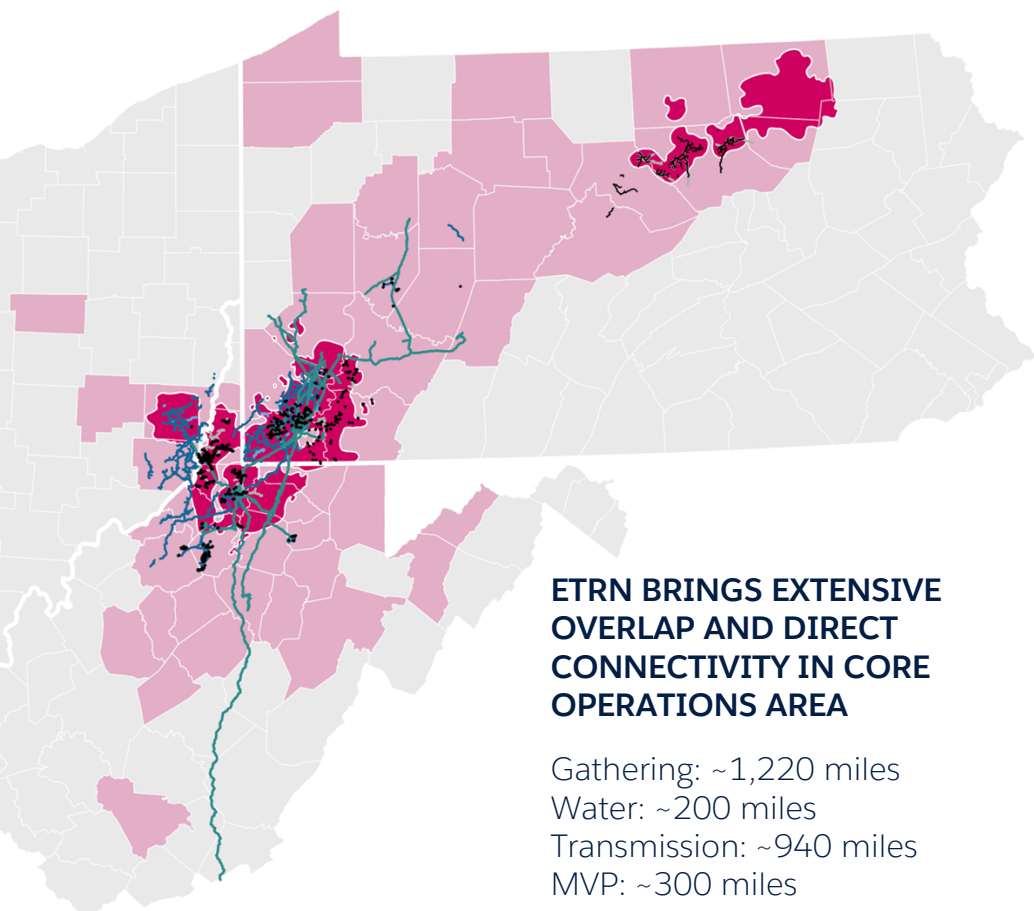 ETRN BRINGS EXTENSIVE
OVERLAP AND DIRECT
CONNECTIVITY IN CORE
OPERATIONS AREA
Gathering: ~1,220 miles
Water: ~200 miles
Transmission: ~940 miles
MVP: ~300 miles